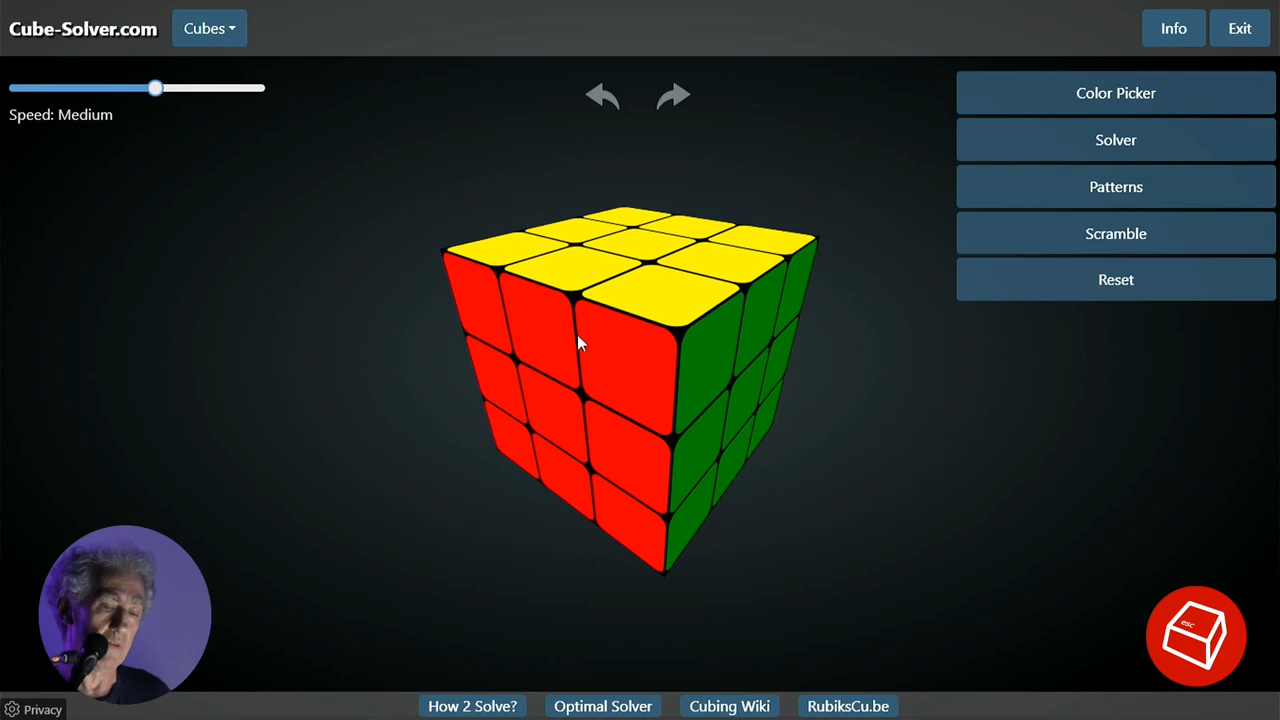 Cube-Solver.com
Cubes
Info
Exit
Speed: Medium
Color Picker
Solver
Patterns
Scramble
Reset
esc
Privacy
How 2 Solve?
Optimal Solver
Cubing Wiki
RubiksCu.be